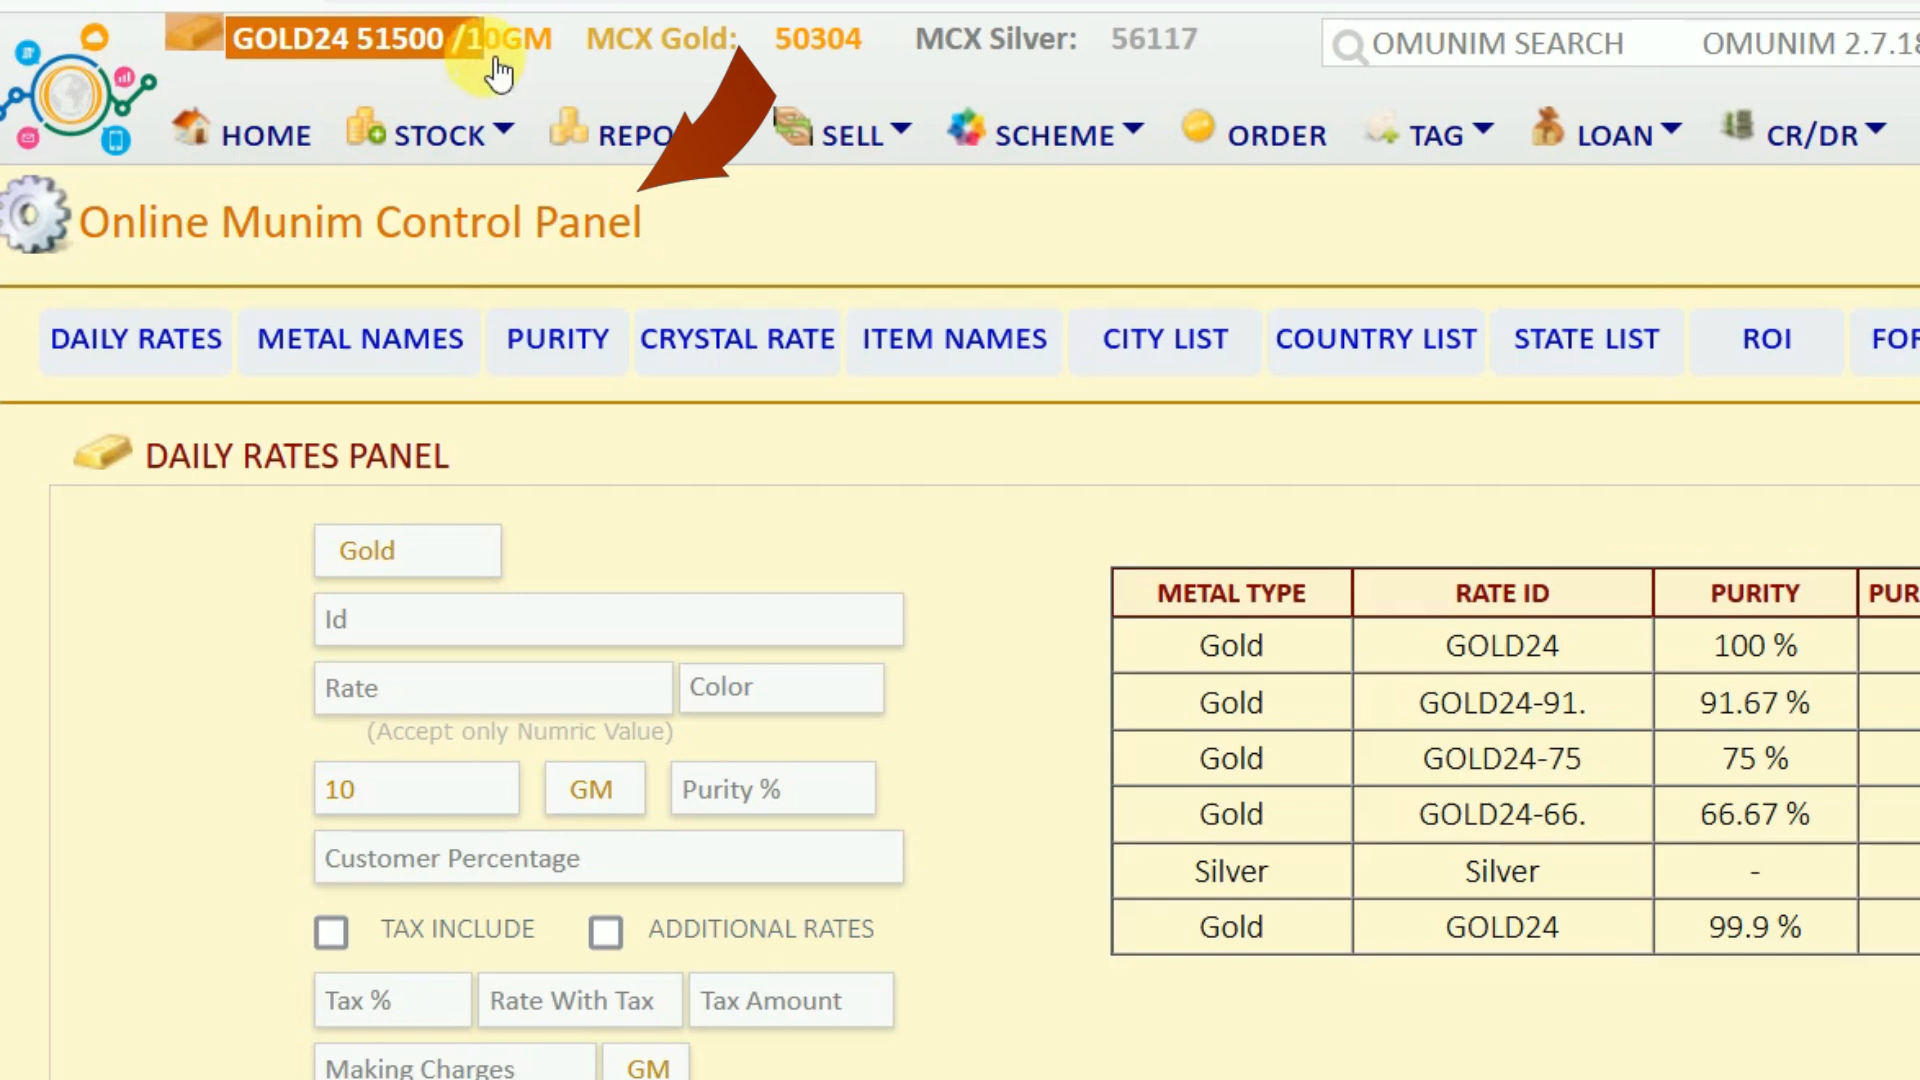 GOLD24 51500 /10GM MCX Gold: 50304 MCX Silver: 56117 OMUNIM SEARCH OMUNIM 2.7.18
HOME STOCK REPO SELL SCHEME ORDER TAG LOAN CR/DR
Online Munim Control Panel
DAILY RATES METAL NAMES PURITY CRYSTAL RATE ITEM NAMES CITY LIST COUNTRY LIST STATE LIST ROI FOR
DAILY RATES PANEL
Gold
Id
Rate Color
(Accept only Numric Value)
10 GM Purity %
Customer Percentage
TAX INCLUDE ADDITIONAL RATES
Tax % Rate With Tax Tax Amount
Making Charges GM
METAL TYPE RATE ID PURITY PUR
Gold GOLD24 100 %
Gold GOLD24-91. 91.67 %
Gold GOLD24-75 75 %
Gold GOLD24-66. 66.67 %
Silver Silver -
Gold GOLD24 99.9 %